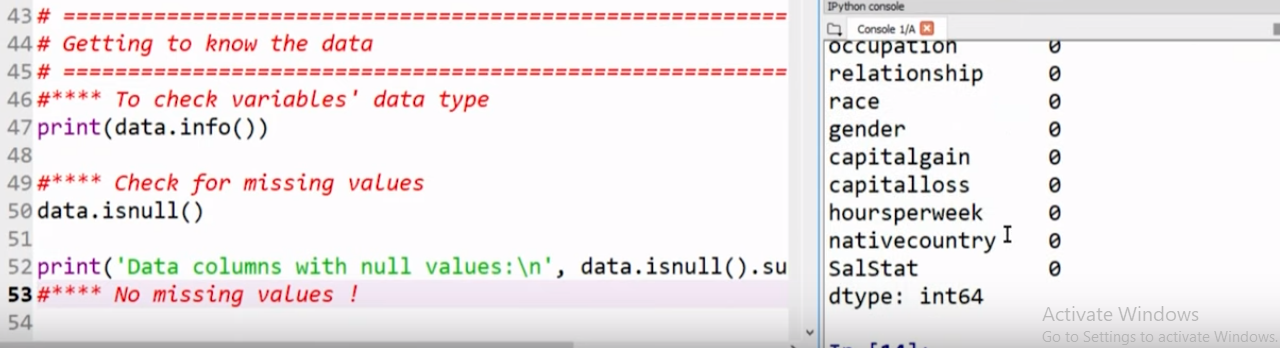 43 # =======================================================
44 # Getting to know the data
45 # =======================================================
46 #**** To check variables' data type
47 print(data.info())
48
49 #**** Check for missing values
50 data.isnull()
51
52 print('Data columns with null values:\n', data.isnull().su
53 #**** No missing values !
54
IPython console
Console 1/A
occupation 0
relationship 0
race 0
gender 0
capitalgain 0
capitalloss 0
hoursperweek 0
nativecountry 0
SalStat 0
dtype: int64
Activate Windows
Go to Settings to activate Windows.